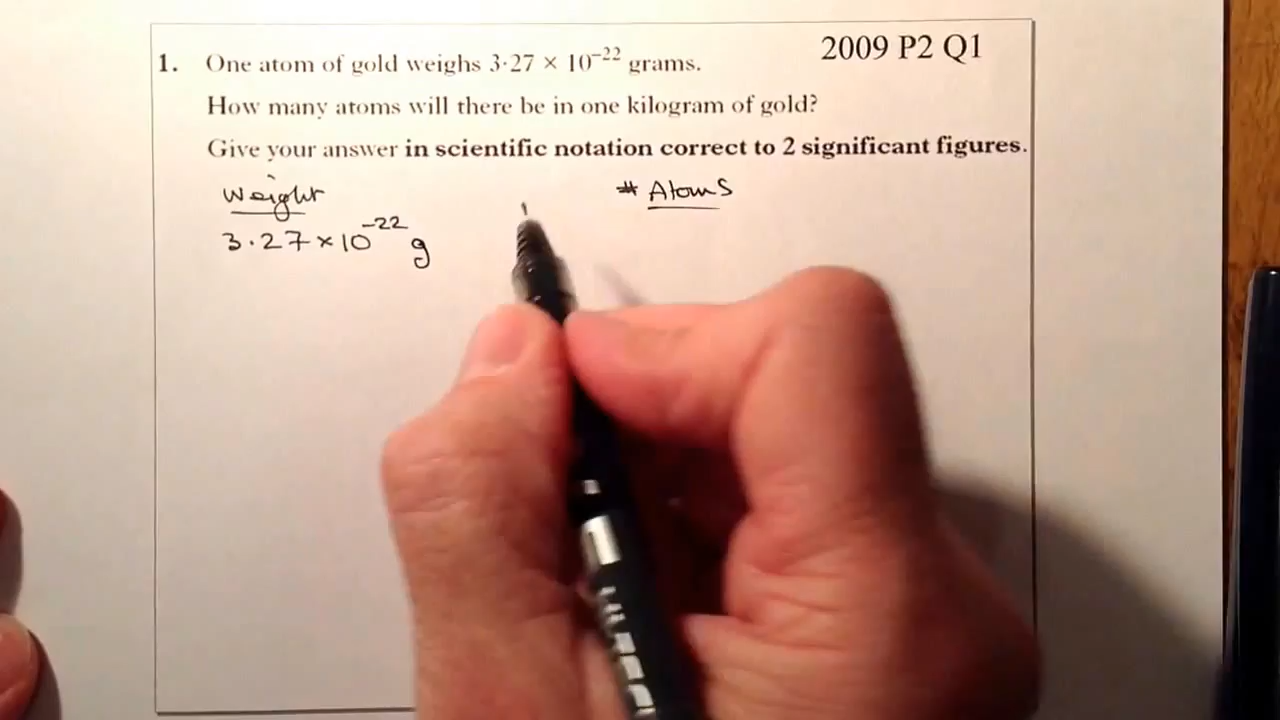 2009 P2 Q1
1. One atom of gold weighs 3·27 × 10⁻²² grams.
How many atoms will there be in one kilogram of gold?
Give your answer in scientific notation correct to 2 significant figures.
Weight # Atoms
3.27×10⁻²² g